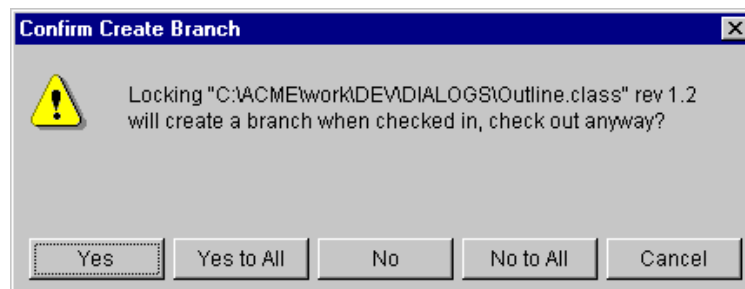 Confirm Create Branch
Locking "C:\ACME\work\DEV\DIALOGS\Outline.class" rev 1.2
will create a branch when checked in, check out anyway?
Yes
Yes to All
No
No to All
Cancel